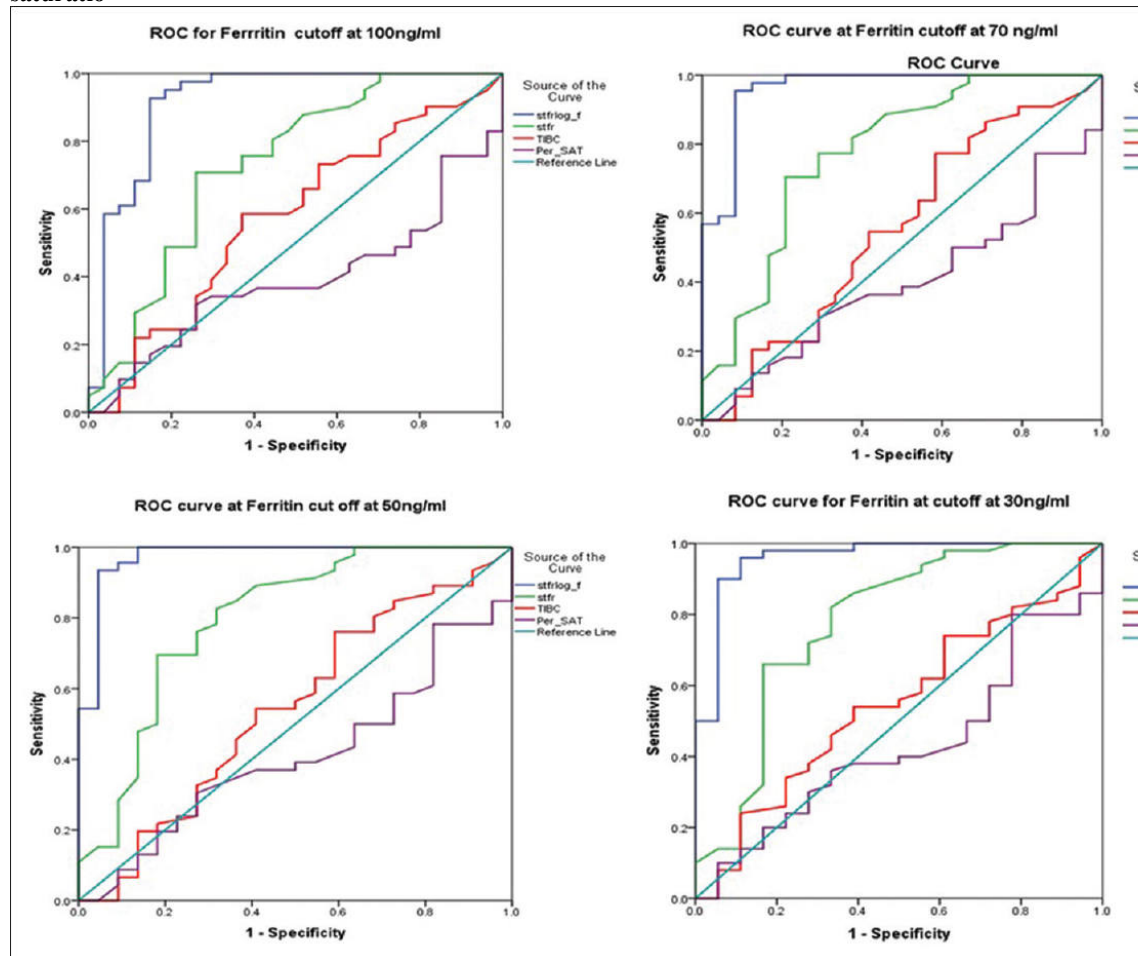 ROC for Ferrritin cutoff at 100ng/ml
1.0
0.8
0.6
0.4
0.2
0.0
Sensitivity
0.0 0.2 0.4 0.6 0.8 1.0
1 - Specificity
Source of the
Curve
stfrlog_f
stfr
TIBC
Per_SAT
Reference Line
ROC curve at Ferritin cutoff at 70 ng/ml
ROC Curve
1.0
0.8
0.6
0.4
0.2
0.0
Sensitivity
0.0 0.2 0.4 0.6 0.8 1.0
1 - Specificity
S
ROC curve at Ferritin cut off at 50ng/ml
1.0
0.8
0.6
0.4
0.2
0.0
Sensitivity
0.0 0.2 0.4 0.6 0.8 1.0
1 - Specificity
Source of the
Curve
stfrlog_f
stfr
TIBC
Per_SAT
Reference Line
ROC curve for Ferritin at cutoff at 30ng/ml
1.0
0.8
0.6
0.4
0.2
0.0
Sensitivity
0.0 0.2 0.4 0.6 0.8 1.0
1 - Specificity
S